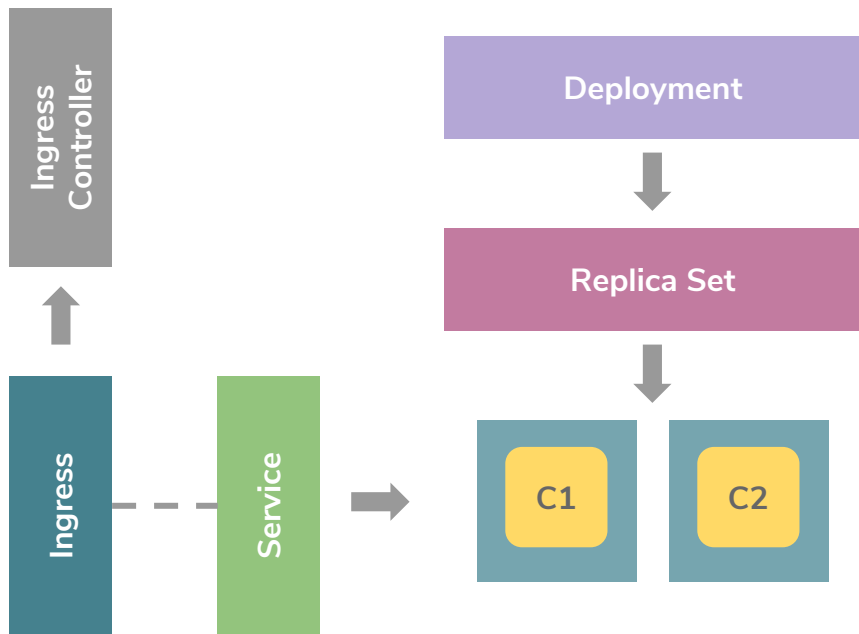 Ingress
Controller
Deployment
Replica Set
Ingress
Service
C1
C2